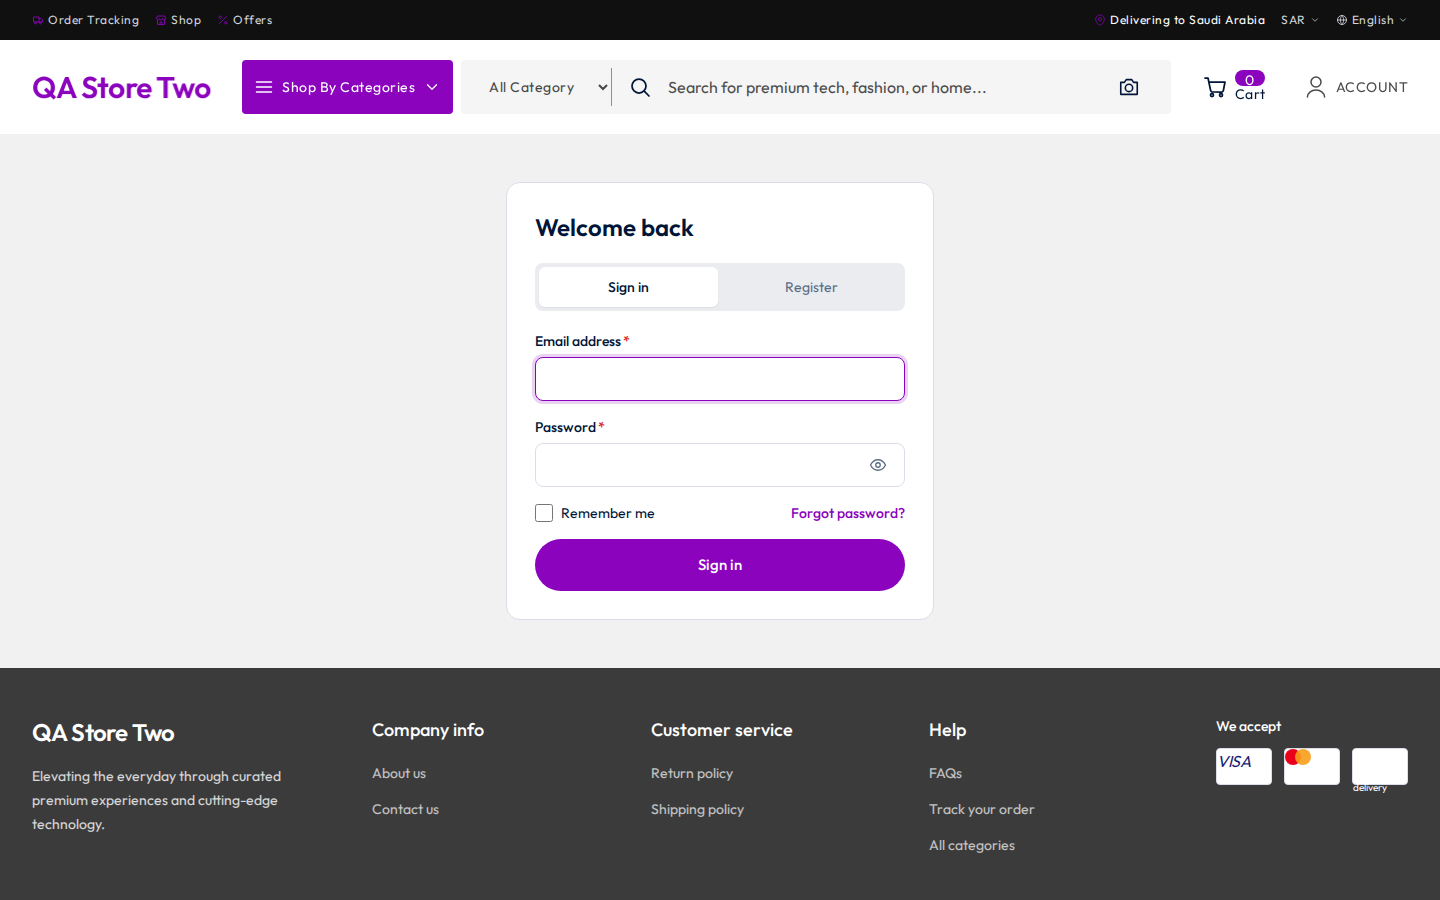 Order Tracking Shop Offers Delivering to Saudi Arabia SAR English
QA Store Two Shop By Categories All Category Search for premium tech, fashion, or home... 0 Cart ACCOUNT
Welcome back
Sign in Register
Email address *
Password *
Remember me Forgot password?
Sign in
QA Store Two
Elevating the everyday through curated
premium experiences and cutting-edge
technology.
Company info
About us
Contact us
Customer service
Return policy
Shipping policy
Help
FAQs
Track your order
All categories
We accept
VISA
delivery